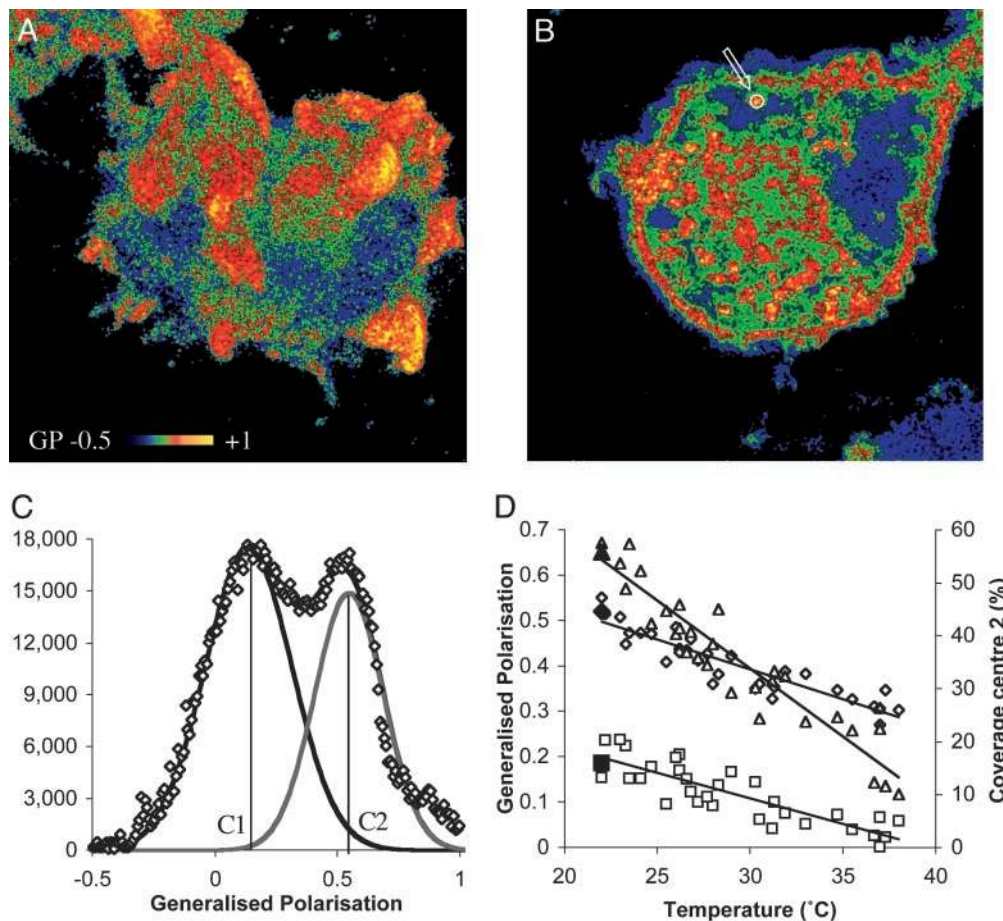 A
B
GP -0.5 +1
C
18,000
15,000
12,000
9,000
6,000
3,000
0
C1
C2
-0.5 0 0.5 1
Generalised Polarisation
D
0.7
0.6
0.5
0.4
0.3
0.2
0.1
0
Generalised Polarisation
60
50
40
30
20
10
0
Coverage centre 2 (%)
20 25 30 35 40
Temperature (˚C)